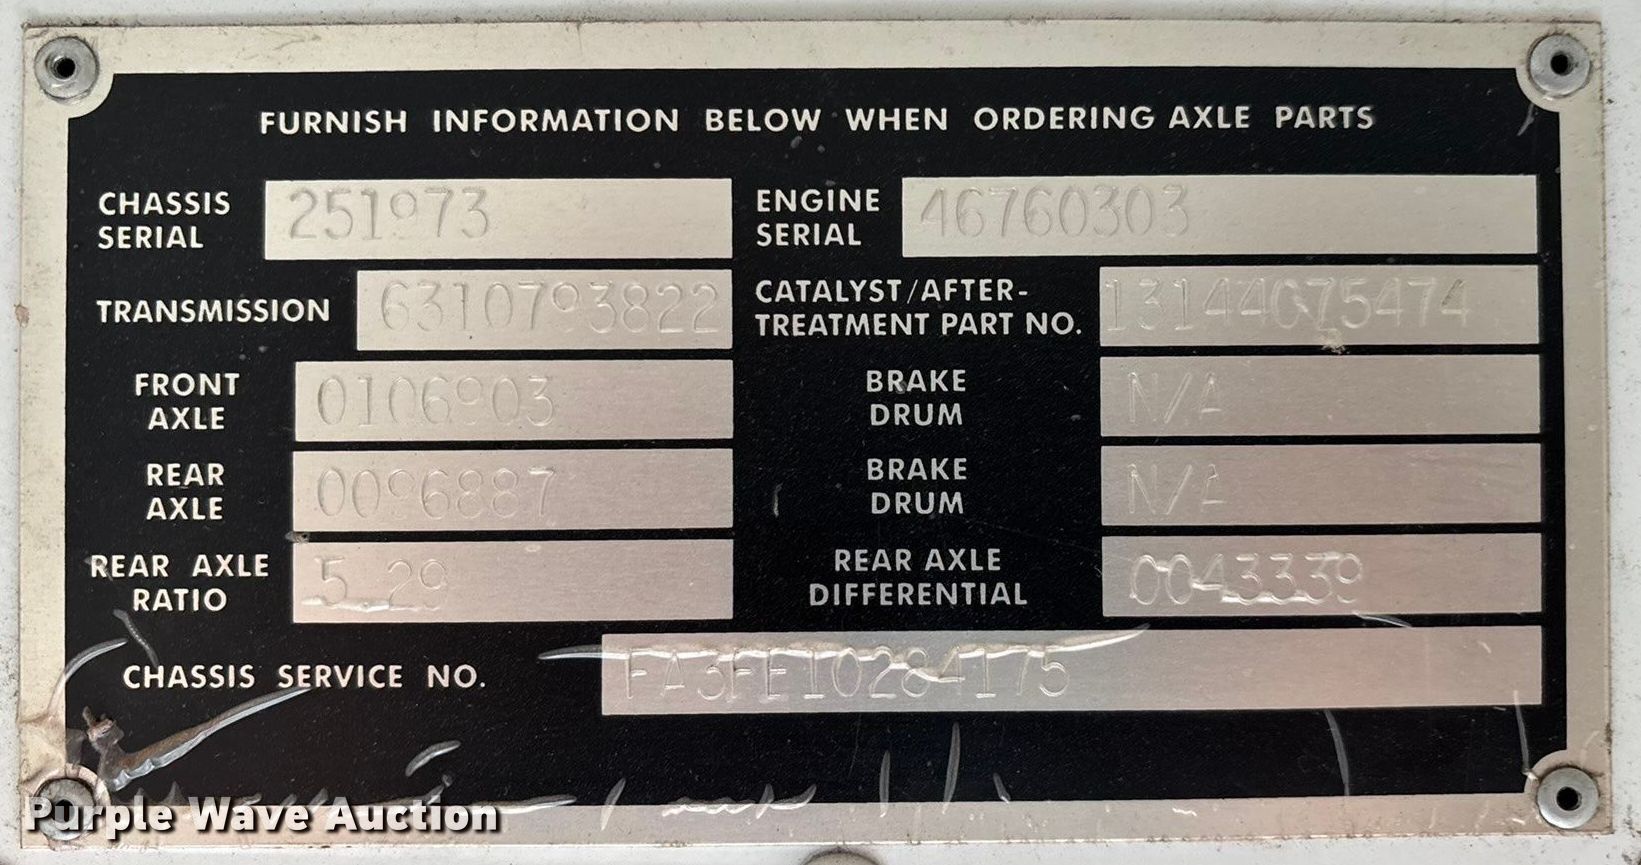 FURNISH INFORMATION BELOW WHEN ORDERING AXLE PARTS
CHASSIS SERIAL 251973
ENGINE SERIAL 46760303
TRANSMISSION 6310793822
CATALYST/AFTER-
TREATMENT PART NO. 13144G75474
FRONT AXLE 0106903
BRAKE DRUM N/A
REAR AXLE 0096887
BRAKE DRUM N/A
REAR AXLE RATIO 5.29
REAR AXLE DIFFERENTIAL 0043339
CHASSIS SERVICE NO. FA3FE10284175
Purple Wave Auction